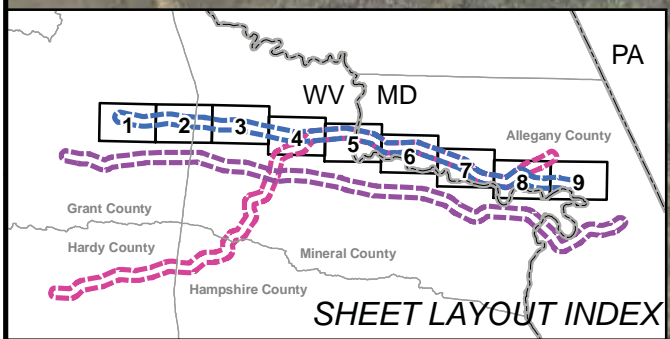 PA
WV MD
Allegany County
1 2 3 4 5 6 7 8 9
Grant County
Hardy County
Mineral County
Hampshire County
SHEET LAYOUT INDEX